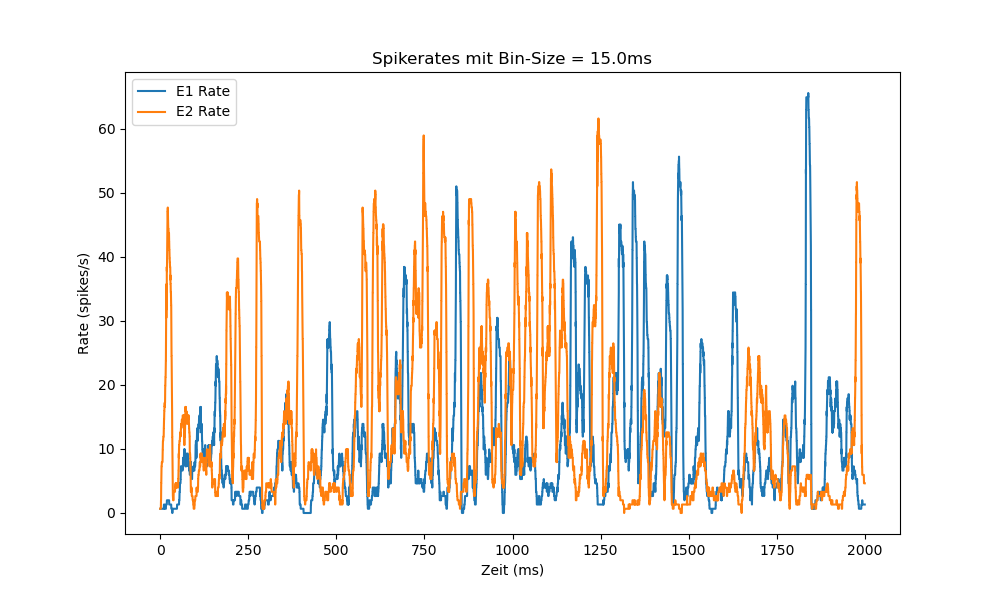 Spikerates mit Bin-Size = 15.0ms
E1 Rate
E2 Rate
Rate (spikes/s)
60
50
40
30
20
10
0
0 250 500 750 1000 1250 1500 1750 2000
Zeit (ms)